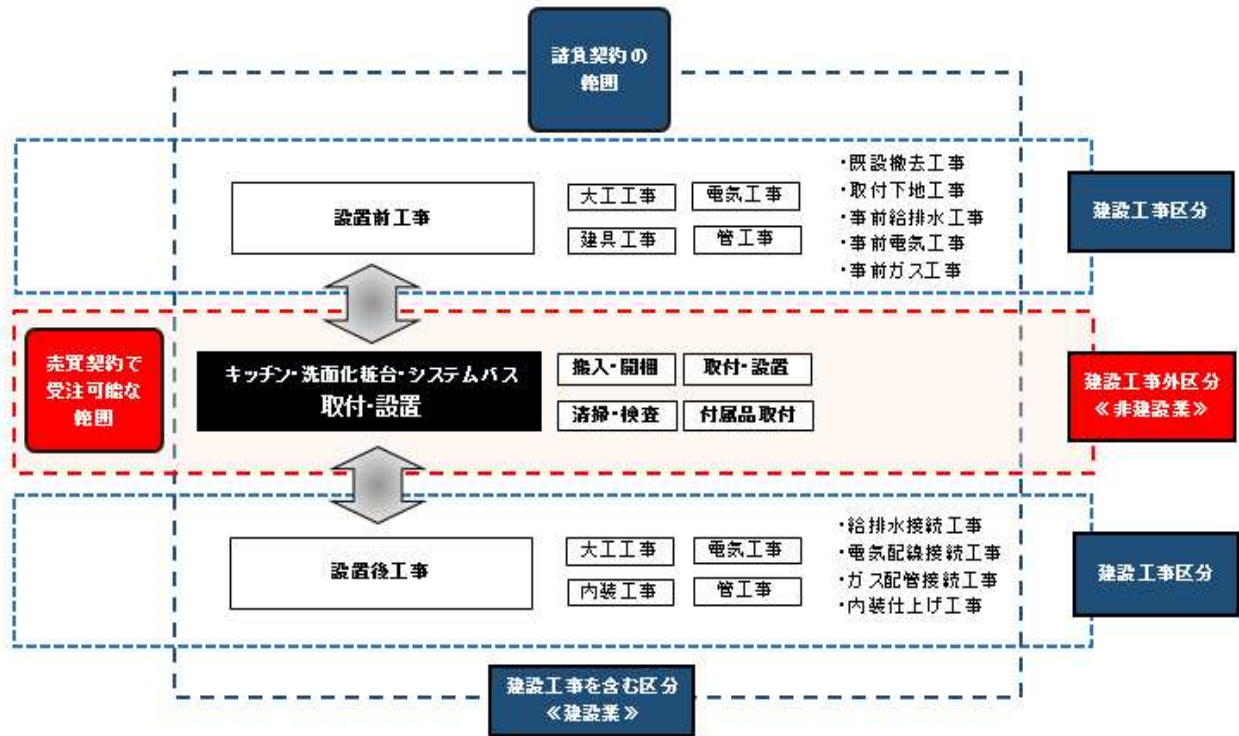 請負契約の
範囲
設置前工事
大工工事
電気工事
建具工事
管工事
・既設撤去工事
・取付下地工事
・事前給排水工事
・事前電気工事
・事前ガス工事
建設工事区分
売買契約で
受注可能な
範囲
キッチン・洗面化粧台・システムバス
取付・設置
搬入・開梱
取付・設置
清掃・検査
付属品取付
建設工事外区分
≪非建設業≫
設置後工事
大工工事
電気工事
内装工事
管工事
・給排水接続工事
・電気配線接続工事
・ガス配管接続工事
・内装仕上げ工事
建設工事区分
建設工事を含む区分
≪建設業≫